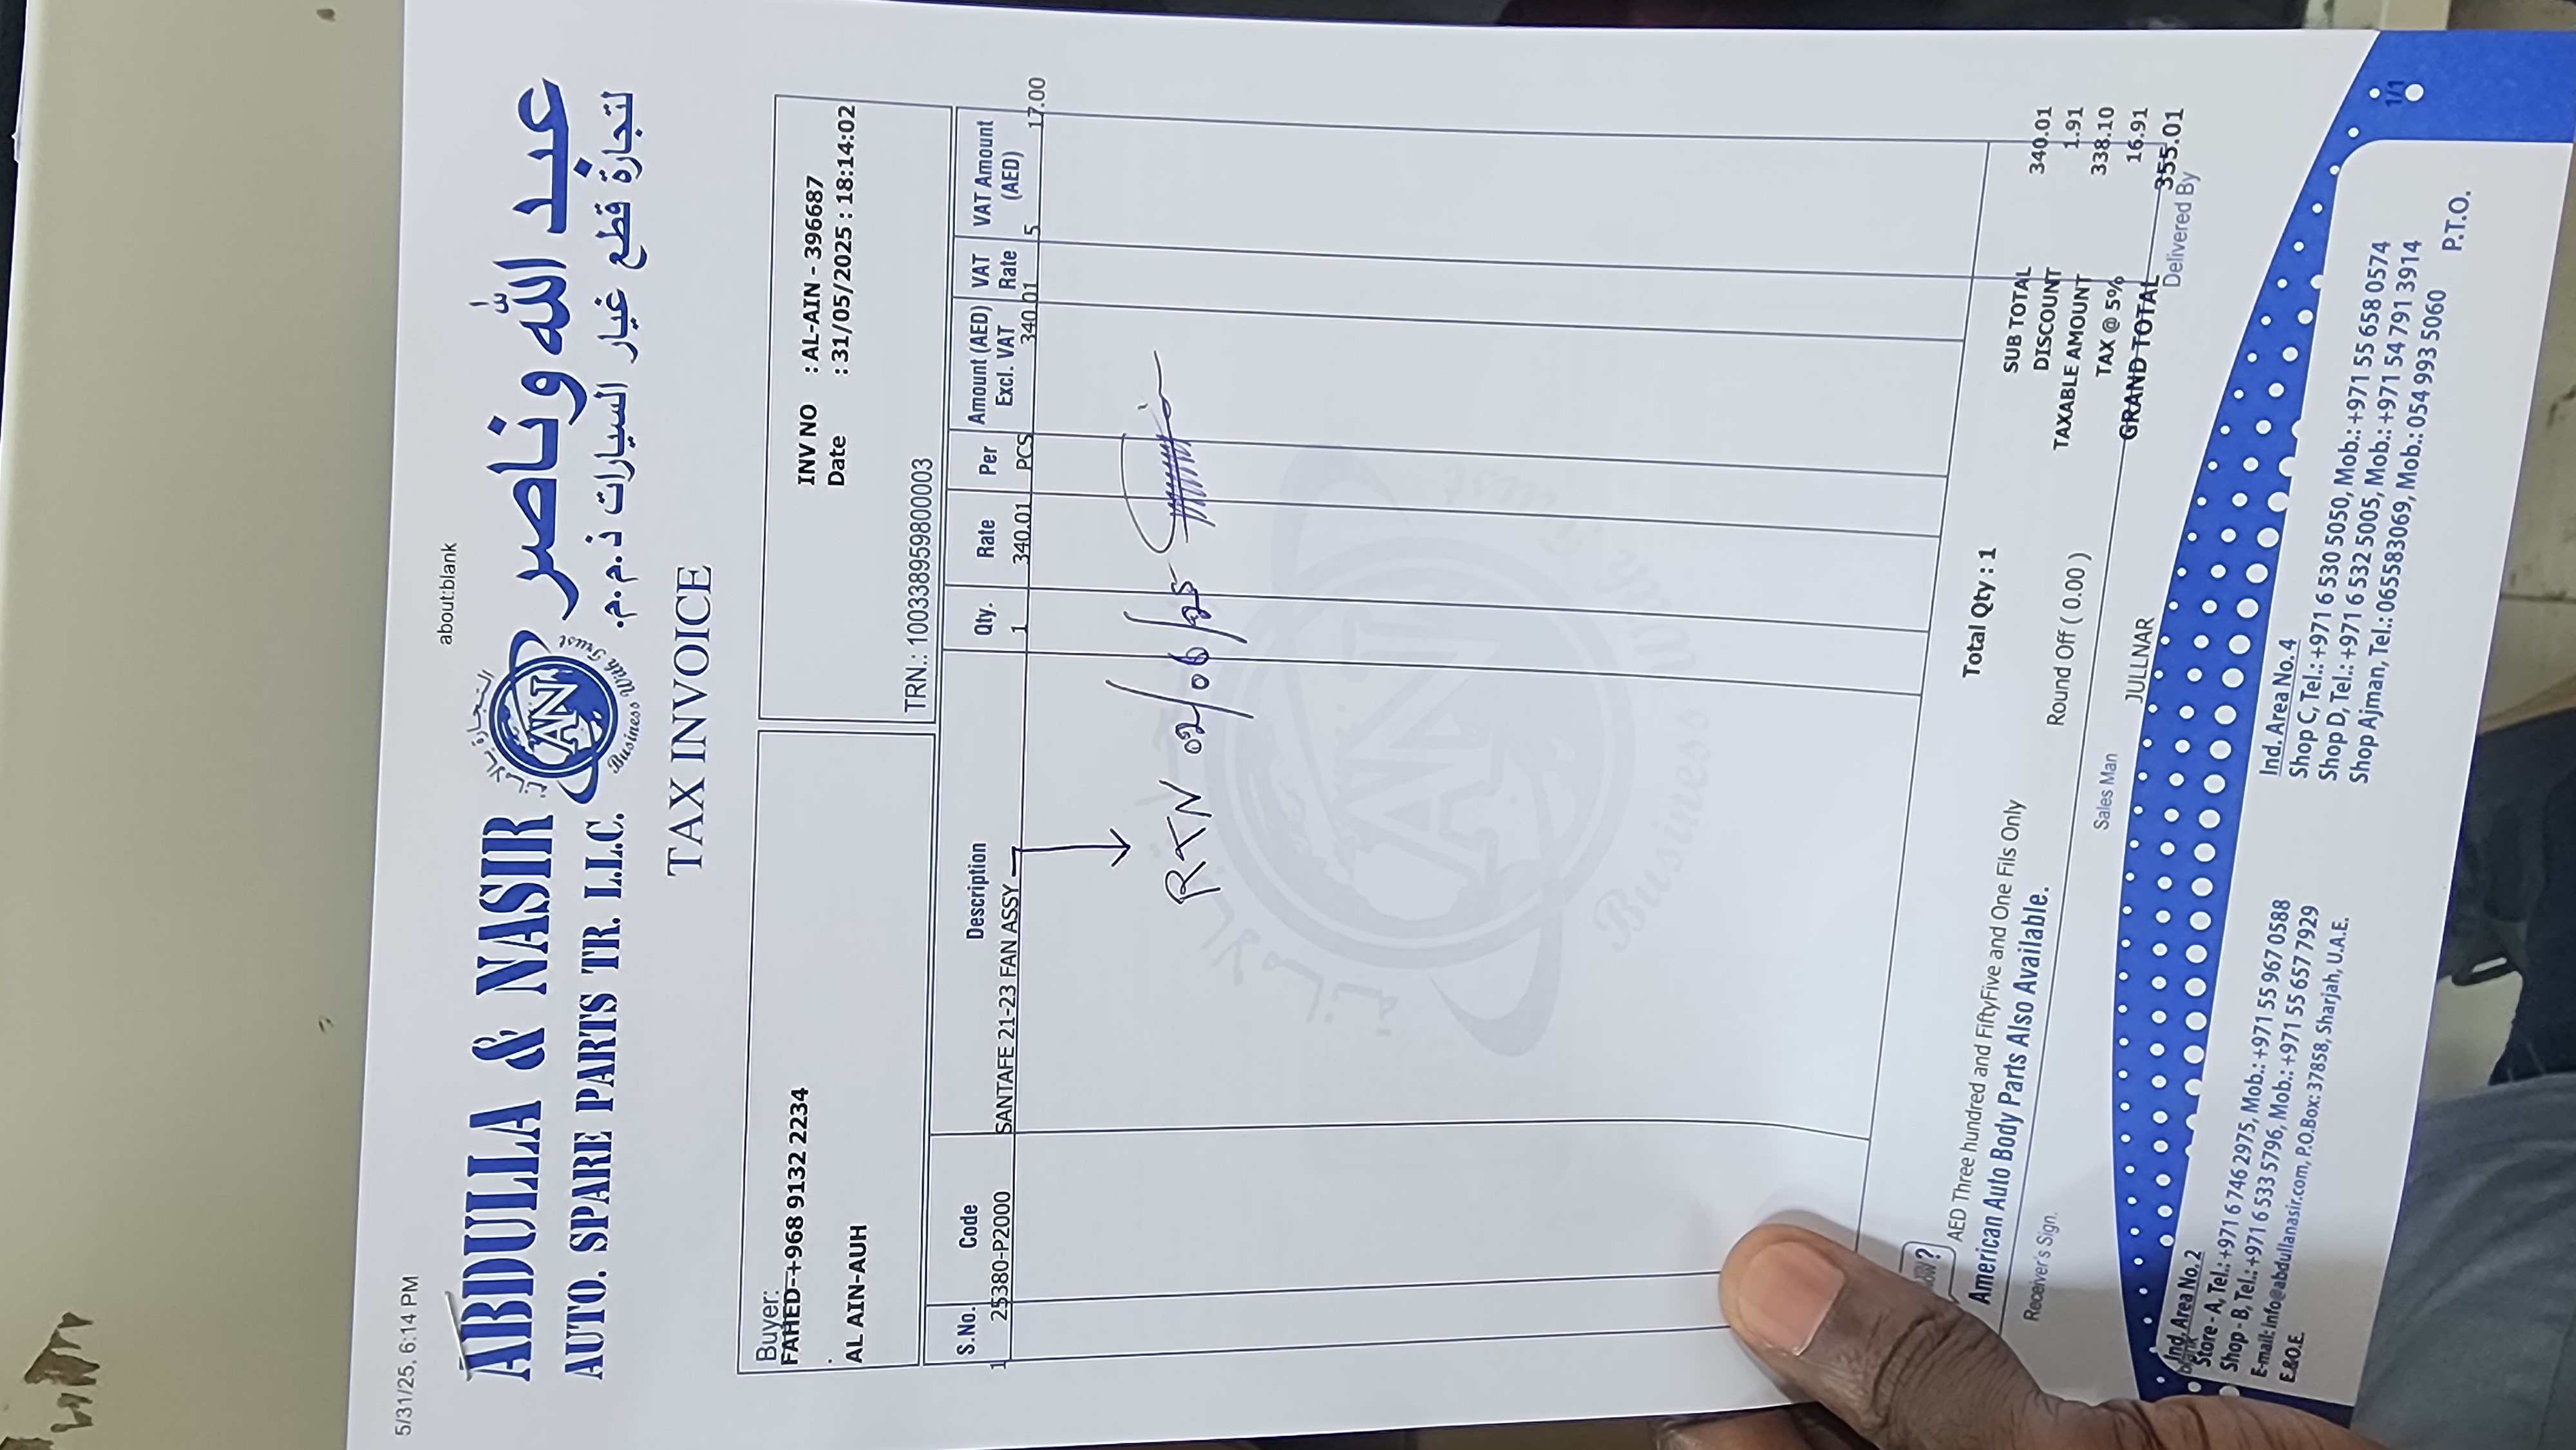 5/31/25, 6:14 PM
about:blank
ABDULLA & NASIR
عبد الله وناصر
AUTO. SPARE PARTS TR. L.L.C.
لتجارة قطع غيار السيارات ذ.م.م.
AN
Business With Trust
TAX INVOICE
Buyer:
FAHED-+968 9132 2234
.
AL AIN-AUH
INV NO : AL-AIN - 396687
Date : 31/05/2025 : 18:14:02
TRN.: 100338959800003
S.No. Code Description Qty. Rate Per Amount (AED) Excl. VAT VAT Rate VAT Amount (AED)
1 25380-P2000 SANTAFE 21-23 FAN ASSY 1 340.01 PCS 340.01 5 17.00
RTN 02/06/25
AN
Business With Trust
Total Qty : 1
SUB TOTAL 340.01
DISCOUNT 1.91
TAXABLE AMOUNT 338.10
TAX @ 5% 16.91
GRAND TOTAL 355.01
Round Off ( 0.00 )
AED Three hundred and FiftyFive and One Fils Only
American Auto Body Parts Also Available.
Receiver's Sign.
Sales Man
JULLNAR
Delivered By
Ind. Area No. 2
Store - A, Tel.: +971 6 746 2975, Mob.: +971 55 967 0588
Shop - B, Tel.: +971 6 533 5796, Mob.: +971 55 657 7929
E-mail: info@abdullanasir.com, P.O.Box: 37858, Sharjah, U.A.E.
E.&O.E.
Ind. Area No. 4
Shop C, Tel.: +971 6 530 5050, Mob.: +971 55 658 0574
Shop D, Tel.: +971 6 532 5005, Mob.: +971 54 791 3914
Shop Ajman, Tel.: 065583069, Mob.: 054 993 5060
P.T.O.
1/1